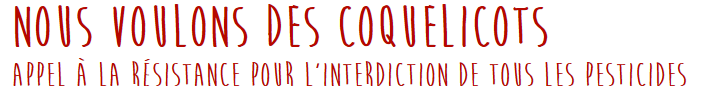 NOUS VOULONS DES COQUELICOTS
APPEL À LA RÉSISTANCE POUR L'INTERDICTION DE TOUS LES PESTICIDES